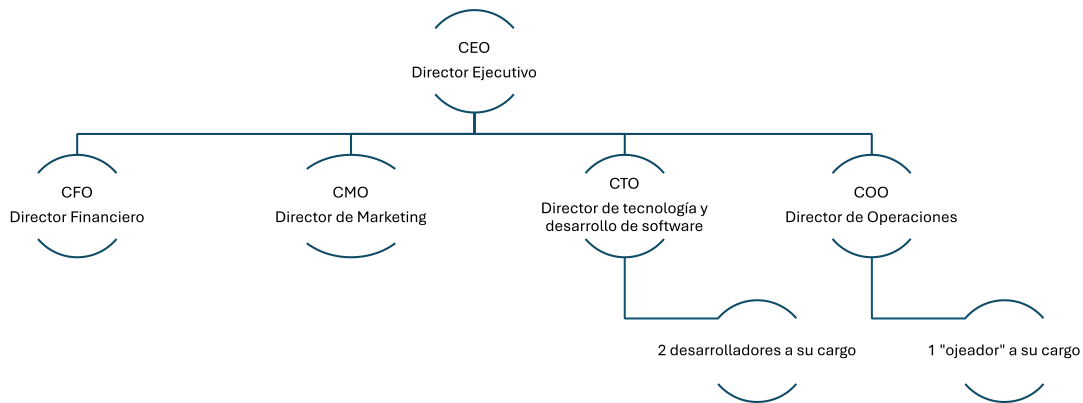 CEO
Director Ejecutivo
CFO
Director Financiero
CMO
Director de Marketing
CTO
Director de tecnología y
desarrollo de software
COO
Director de Operaciones
2 desarrolladores a su cargo
1 "ojeador" a su cargo